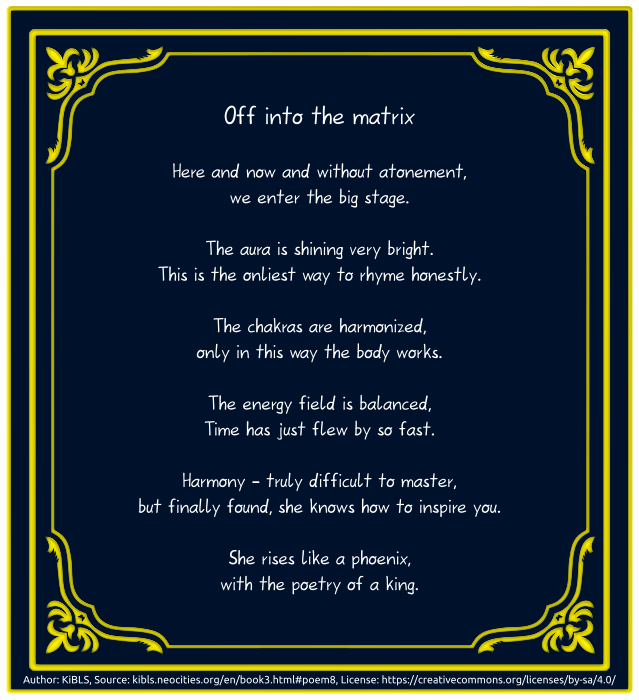 Off into the matrix
Here and now and without atonement,
we enter the big stage.
The aura is shining very bright.
This is the onliest way to rhyme honestly.
The chakras are harmonized,
only in this way the body works.
The energy field is balanced,
Time has just flew by so fast.
Harmony – truly difficult to master,
but finally found, she knows how to inspire you.
She rises like a phoenix,
with the poetry of a king.
Author: KiBLS, Source: kibls.neocities.org/en/book3.html#poem8, License: https://creativecommons.org/licenses/by-sa/4.0/